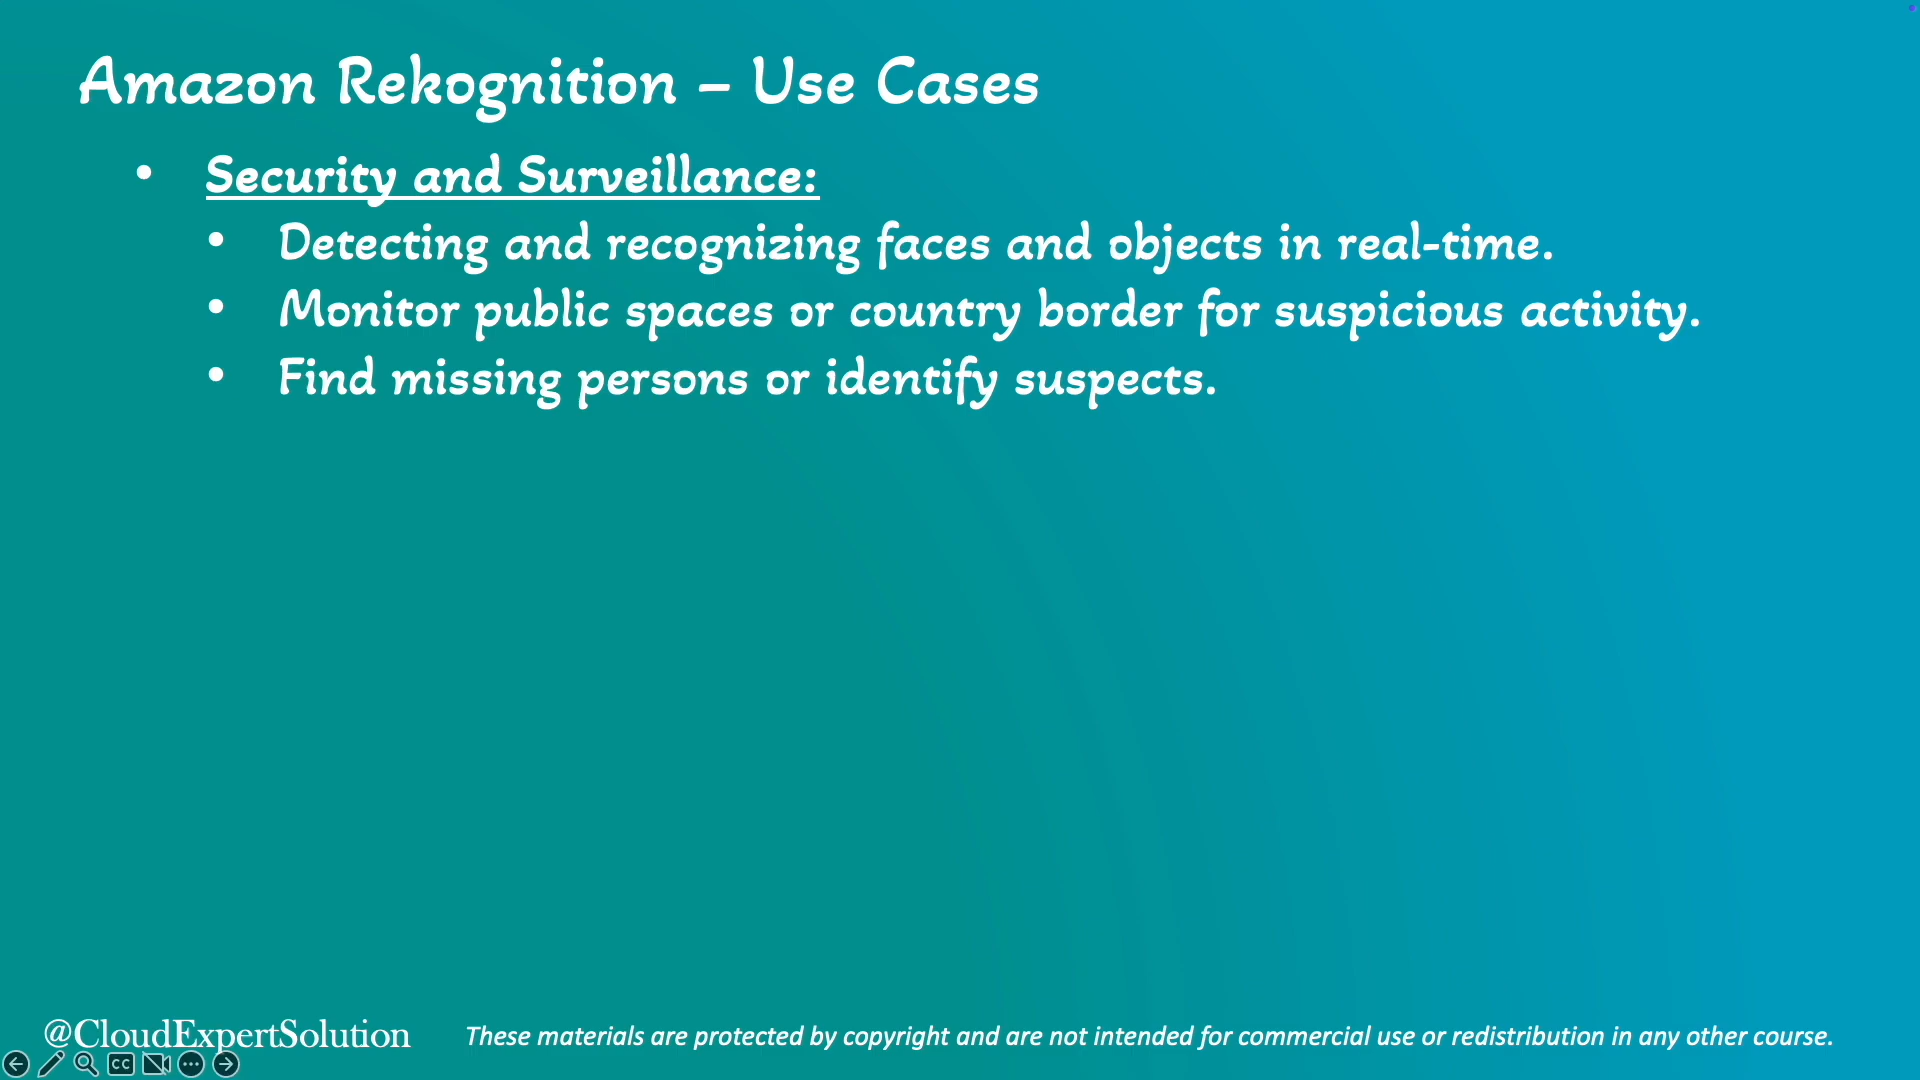 Amazon Rekognition – Use Cases
• Security and Surveillance:
• Detecting and recognizing faces and objects in real-time.
• Monitor public spaces or country border for suspicious activity.
• Find missing persons or identify suspects.
@CloudExpertSolution
These materials are protected by copyright and are not intended for commercial use or redistribution in any other course.
CC